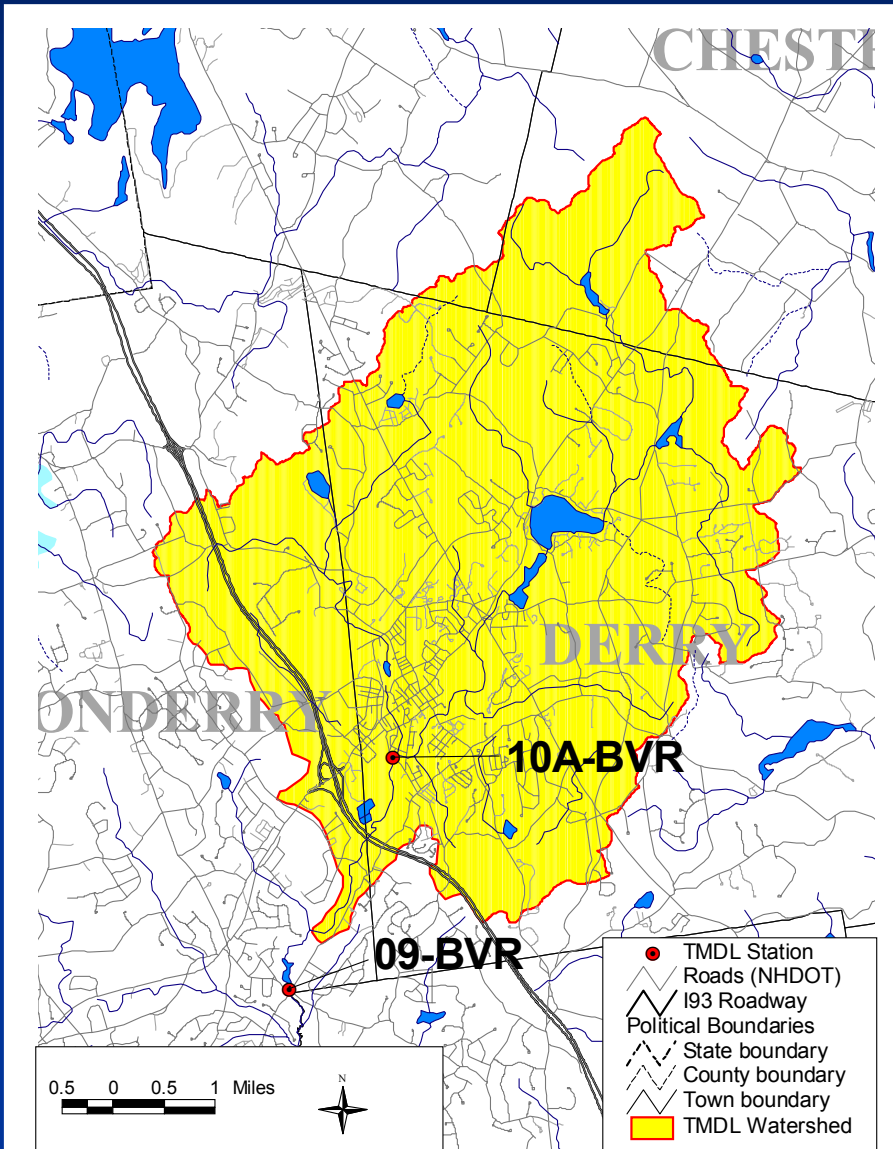 CHESTE
DERRY
ONDERRY
10A-BVR
09-BVR
TMDL Station
Roads (NHDOT)
I93 Roadway
Political Boundaries
State boundary
County boundary
Town boundary
TMDL Watershed
0.5 0 0.5 1 Miles
N